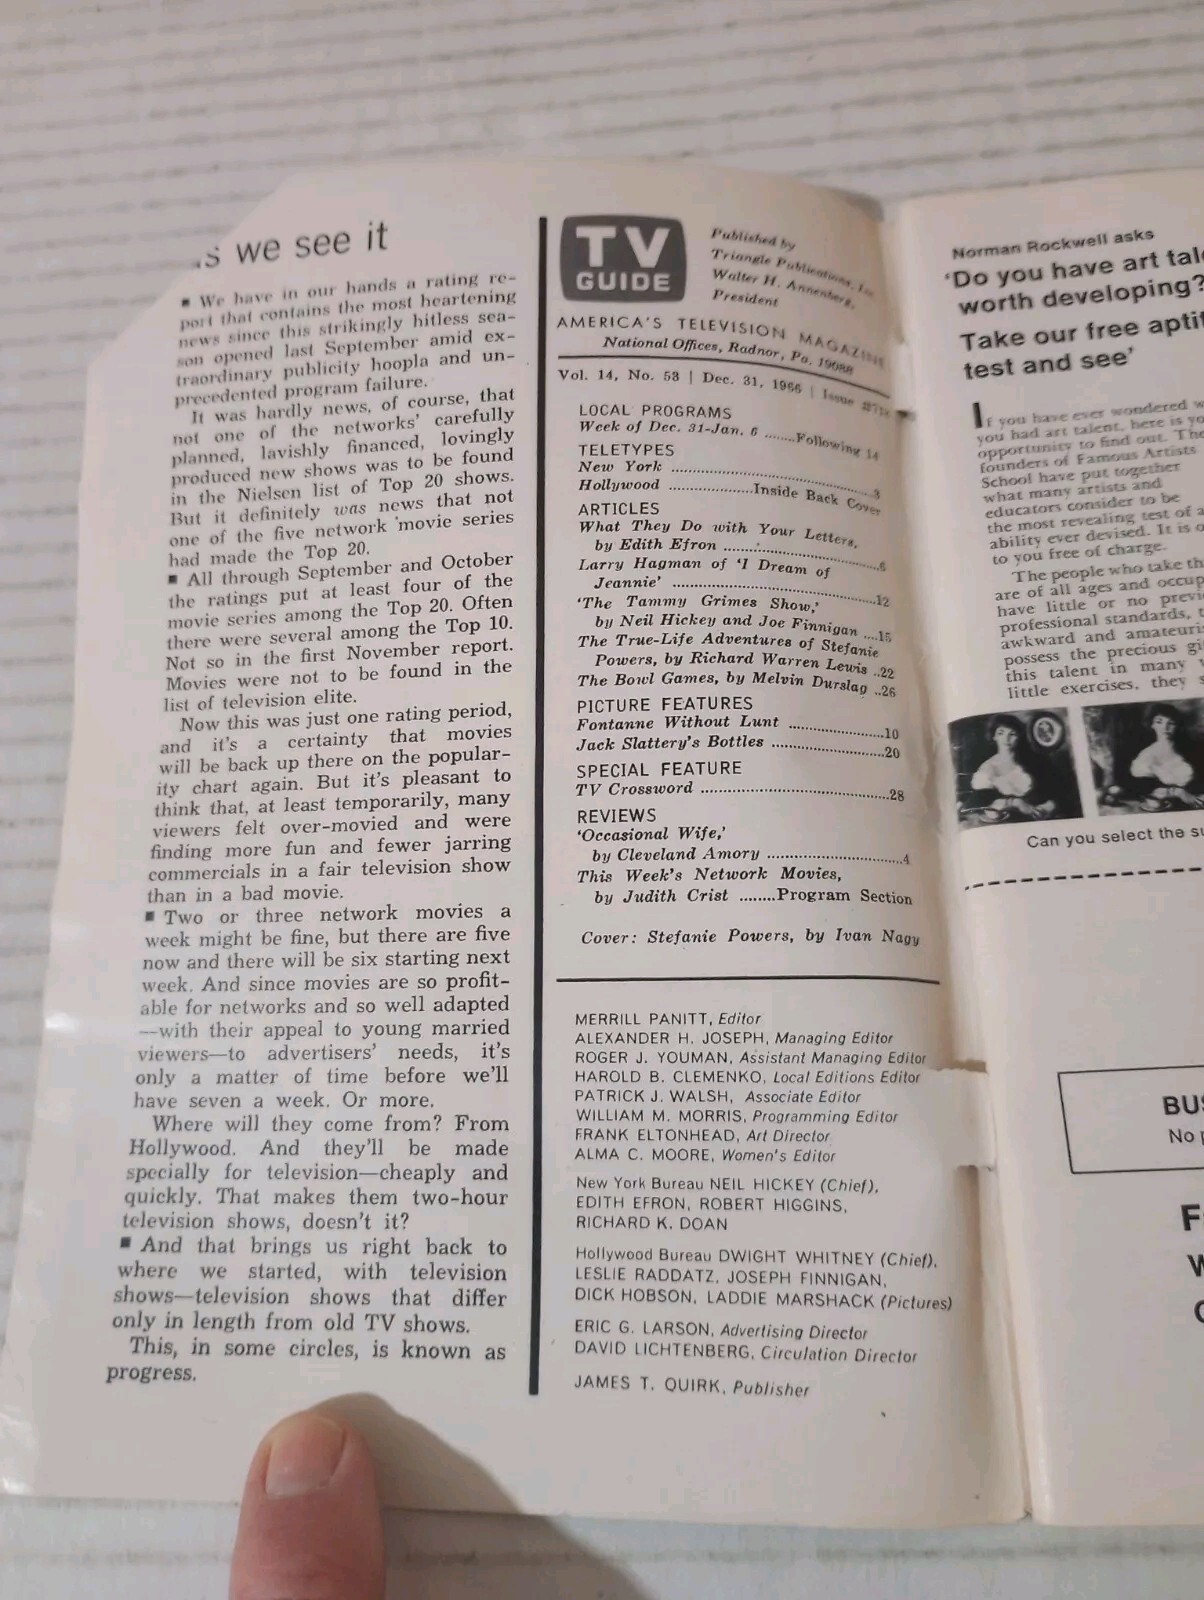 s we see it
▪ We have in our hands a rating re-
port that contains the most heartening
news since this strikingly hitless sea-
son opened last September amid ex-
traordinary publicity hoopla and un-
precedented program failure.
It was hardly news, of course, that
not one of the networks' carefully
planned, lavishly financed, lovingly
produced new shows was to be found
in the Nielsen list of Top 20 shows.
But it definitely was news that not
one of the five network movie series
had made the Top 20.
▪ All through September and October
the ratings put at least four of the
movie series among the Top 20. Often
there were several among the Top 10.
Not so in the first November report.
Movies were not to be found in the
list of television elite.
Now this was just one rating period,
and it's a certainty that movies
will be back up there on the popular-
ity chart again. But it's pleasant to
think that, at least temporarily, many
viewers felt over-movied and were
finding more fun and fewer jarring
commercials in a fair television show
than in a bad movie.
▪ Two or three network movies a
week might be fine, but there are five
now and there will be six starting next
week. And since movies are so profit-
able for networks and so well adapted
—with their appeal to young married
viewers—to advertisers' needs, it's
only a matter of time before we'll
have seven a week. Or more.
Where will they come from? From
Hollywood. And they'll be made
specially for television—cheaply and
quickly. That makes them two-hour
television shows, doesn't it?
▪ And that brings us right back to
where we started, with television
shows—television shows that differ
only in length from old TV shows.
This, in some circles, is known as
progress.
TV
GUIDE
Published by
Triangle Publications, Inc.
Walter H. Annenberg,
President
AMERICA'S TELEVISION MAGAZINE
National Offices, Radnor, Pa. 19088
Vol. 14, No. 53 | Dec. 31, 1966 | Issue
LOCAL PROGRAMS
Week of Dec. 31-Jan. 6 .......Following 14
TELETYPES
New York ........................................3
Hollywood ................Inside Back Cover
ARTICLES
What They Do with Your Letters,
by Edith Efron ..............................6
Larry Hagman of 'I Dream of
Jeannie' ........................................12
'The Tammy Grimes Show,'
by Neil Hickey and Joe Finnigan ....15
The True-Life Adventures of Stefanie
Powers, by Richard Warren Lewis ..22
The Bowl Games, by Melvin Durslag ..26
PICTURE FEATURES
Fontanne Without Lunt ..................10
Jack Slattery's Bottles ......................20
SPECIAL FEATURE
TV Crossword ..................................28
REVIEWS
'Occasional Wife,'
by Cleveland Amory ........................4
This Week's Network Movies,
by Judith Crist ........Program Section
Cover: Stefanie Powers, by Ivan Nagy
MERRILL PANITT, Editor
ALEXANDER H. JOSEPH, Managing Editor
ROGER J. YOUMAN, Assistant Managing Editor
HAROLD B. CLEMENKO, Local Editions Editor
PATRICK J. WALSH, Associate Editor
WILLIAM M. MORRIS, Programming Editor
FRANK ELTONHEAD, Art Director
ALMA C. MOORE, Women's Editor
New York Bureau NEIL HICKEY (Chief),
EDITH EFRON, ROBERT HIGGINS,
RICHARD K. DOAN
Hollywood Bureau DWIGHT WHITNEY (Chief),
LESLIE RADDATZ, JOSEPH FINNIGAN,
DICK HOBSON, LADDIE MARSHACK (Pictures)
ERIC G. LARSON, Advertising Director
DAVID LICHTENBERG, Circulation Director
JAMES T. QUIRK, Publisher
Norman Rockwell asks
'Do you have art tal
worth developing?
Take our free aptit
test and see'
If you have ever wondered w
you had art talent, here is yo
opportunity to find out. The
founders of Famous Artists
School have put together
what many artists and
educators consider to be
the most revealing test of a
ability ever devised. It is o
to you free of charge.
The people who take th
are of all ages and occup
have little or no previ
professional standards, t
awkward and amateuri
possess the precious gi
this talent in many
little exercises, they s
Can you select the su
BUS
No
F
W